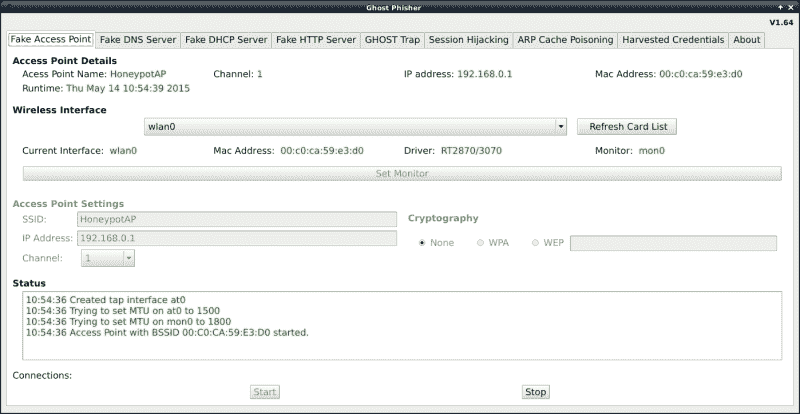 Ghost Phisher
V1.64
Fake Access Point Fake DNS Server Fake DHCP Server Fake HTTP Server GHOST Trap Session Hijacking ARP Cache Poisoning Harvested Credentials About
Access Point Details
Acess Point Name: HoneypotAP Channel: 1 IP address: 192.168.0.1 Mac Address: 00:c0:ca:59:e3:d0
Runtime: Thu May 14 10:54:39 2015
Wireless Interface
wlan0 Refresh Card List
Current Interface: wlan0 Mac Address: 00:c0:ca:59:e3:d0 Driver: RT2870/3070 Monitor: mon0
Set Monitor
Access Point Settings
SSID: HoneypotAP Cryptography
IP Address: 192.168.0.1 None WPA WEP
Channel: 1
Status
10:54:36 Created tap interface at0
10:54:36 Trying to set MTU on at0 to 1500
10:54:36 Trying to set MTU on mon0 to 1800
10:54:36 Access Point with BSSID 00:C0:CA:59:E3:D0 started.
Connections:
Start Stop